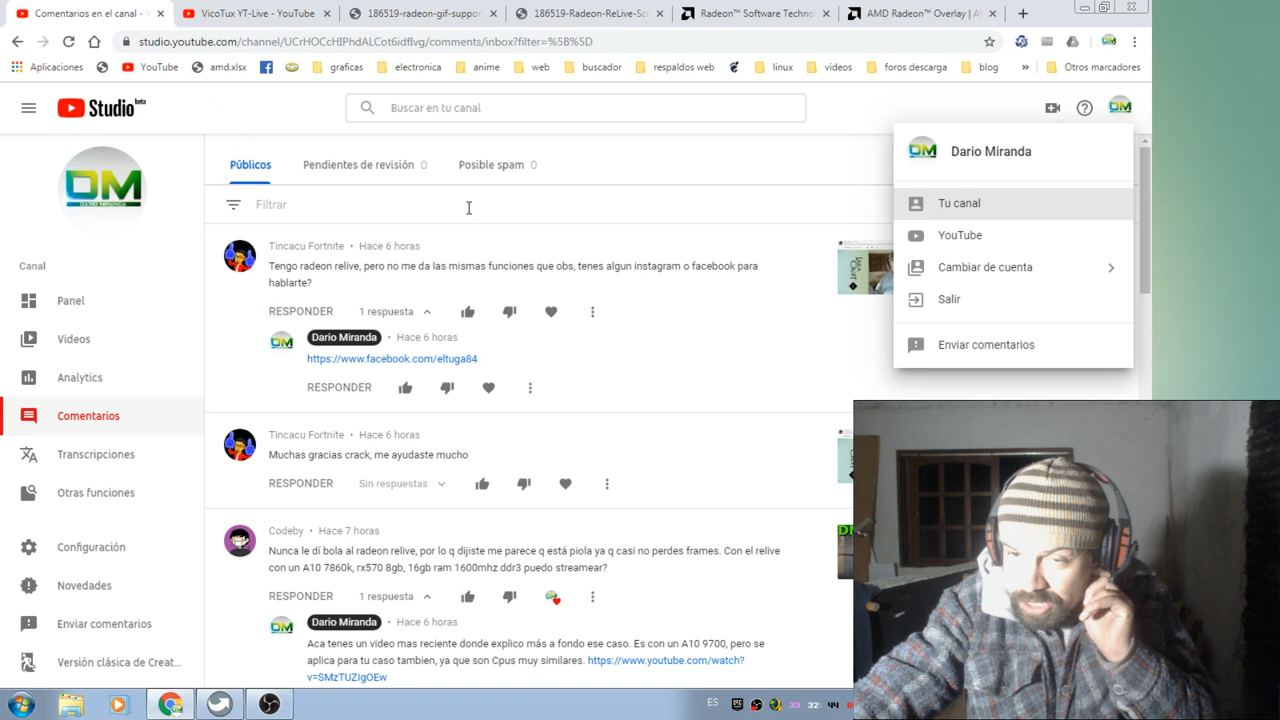 Comentarios en el canal - Y
VicoTux YT-Live - YouTube
186519-radeon-gif-support
186519-Radeon-ReLive-Sce
Radeon™ Software Techno
AMD Radeon™ Overlay | A
studio.youtube.com/channel/UCrHOCcHIPhdALCot6idflvg/comments/inbox?filter=%5B%5D
Aplicaciones YouTube amd.xlsx graficas electronica anime web buscador respaldos web linux videos foros descarga blog » Otros marcadores
Studio beta
Buscar en tu canal
DM
DM
DARIO MIRANDA
Canal
Panel
Videos
Analytics
Comentarios
Transcripciones
Otras funciones
Configuración
Novedades
Enviar comentarios
Versión clásica de Creat...
Públicos Pendientes de revisión 0 Posible spam 0
Filtrar
Tincacu Fortnite • Hace 6 horas
Tengo radeon relive, pero no me da las mismas funciones que obs, tenes algun instagram o facebook para
hablarte?
RESPONDER 1 respuesta
Dario Miranda • Hace 6 horas
https://www.facebook.com/eltuga84
RESPONDER
Tincacu Fortnite • Hace 6 horas
Muchas gracias crack, me ayudaste mucho
RESPONDER Sin respuestas
Codeby • Hace 7 horas
Nunca le dí bola al radeon relive, por lo q dijiste me parece q está piola ya q casi no perdes frames. Con el relive
con un A10 7860k, rx570 8gb, 16gb ram 1600mhz ddr3 puedo streamear?
RESPONDER 1 respuesta
Dario Miranda • Hace 6 horas
Aca tenes un video mas reciente donde explico más a fondo ese caso. Es con un A10 9700, pero se
aplica para tu caso tambien, ya que son Cpus muy similares. https://www.youtube.com/watch?
v=SMzTUZIgOEw
DM Dario Miranda
Tu canal
YouTube
Cambiar de cuenta
Salir
Enviar comentarios
ES 33 32: 44